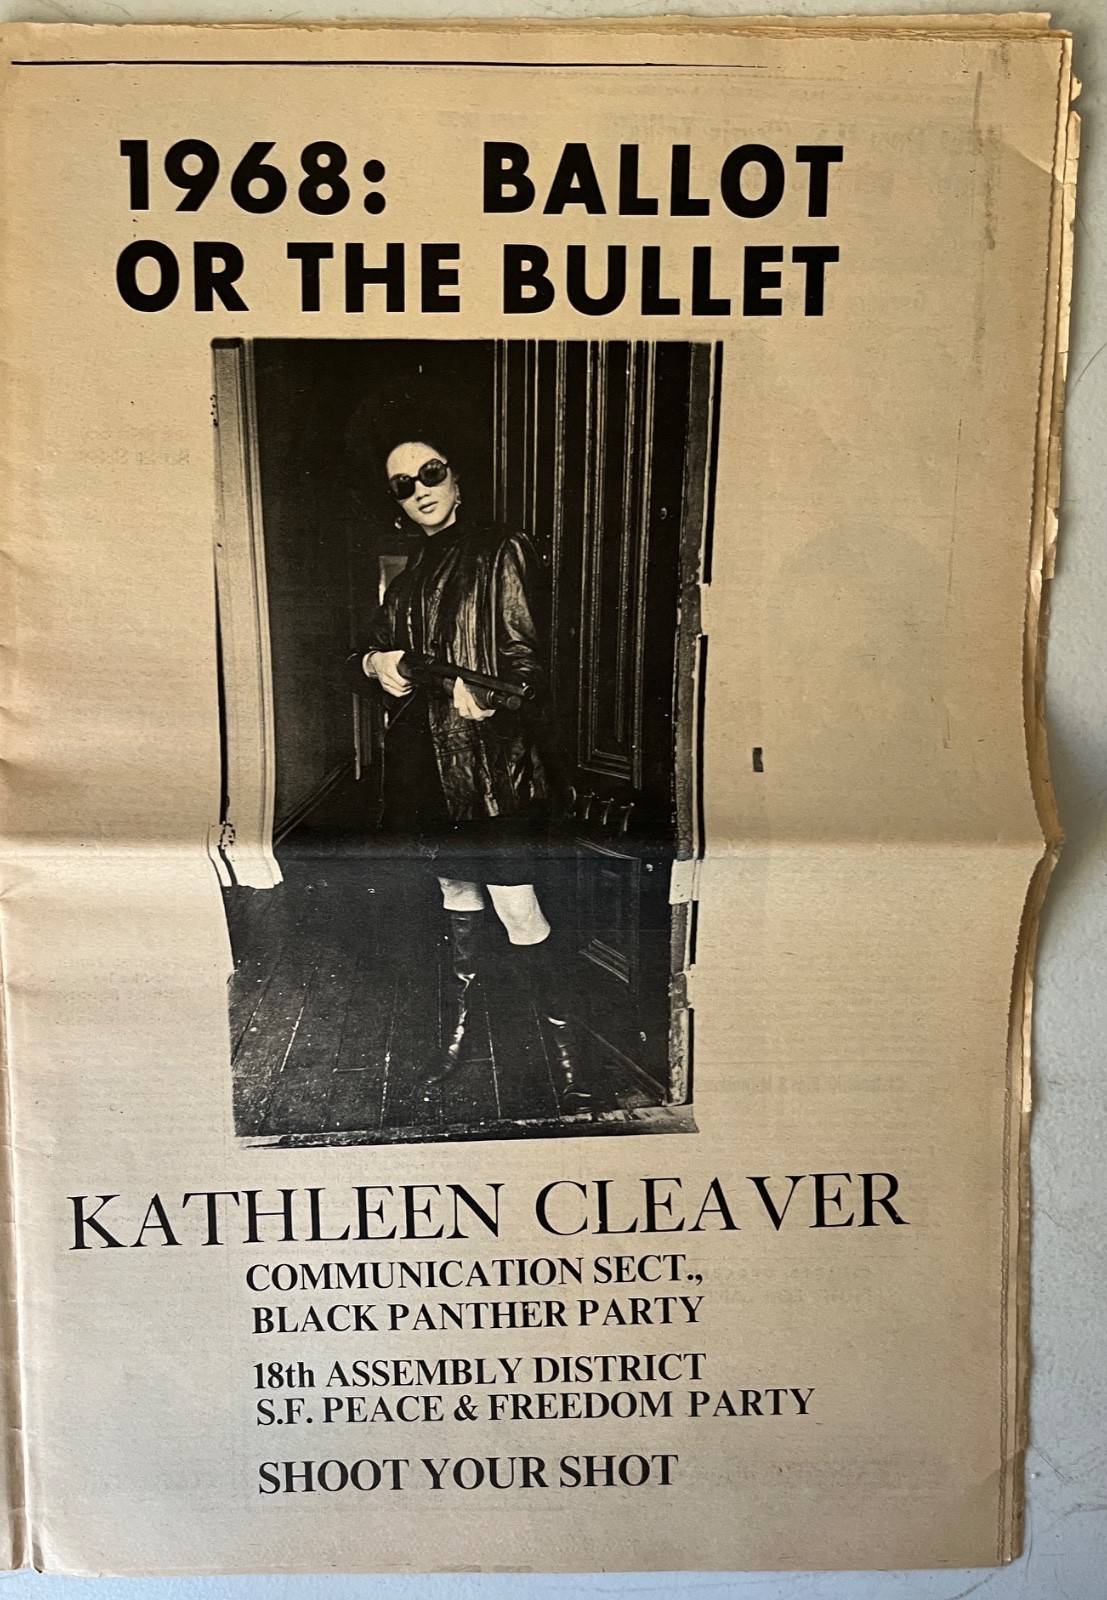 1968: BALLOT
OR THE BULLET
KATHLEEN CLEAVER
COMMUNICATION SECT.,
BLACK PANTHER PARTY
18th ASSEMBLY DISTRICT
S.F. PEACE & FREEDOM PARTY
SHOOT YOUR SHOT